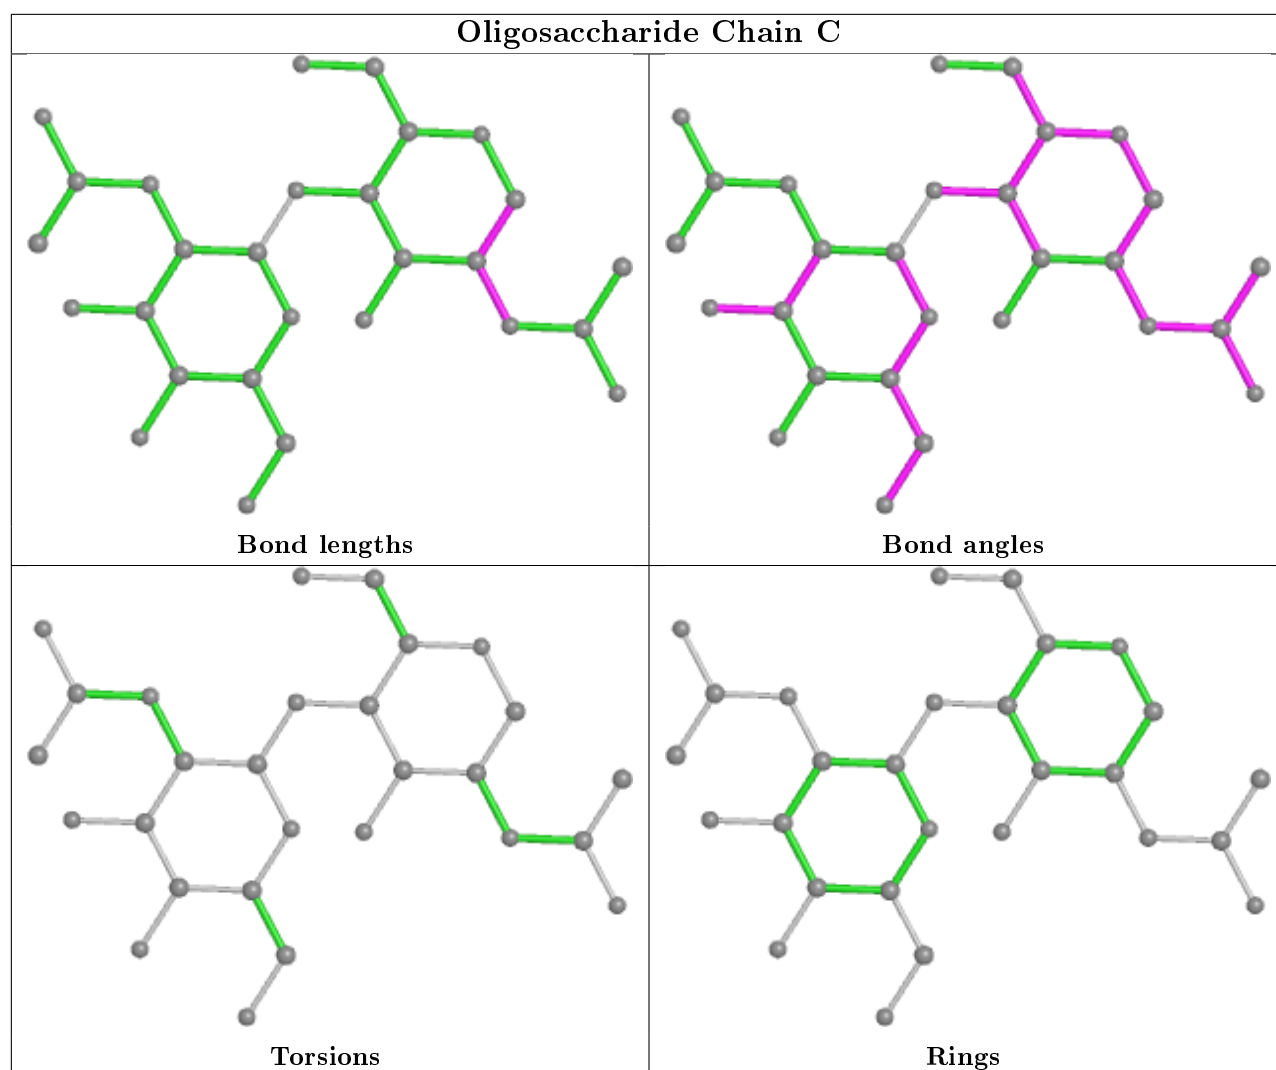 Oligosaccharide Chain C
Bond lengths
Bond angles
Torsions
Rings